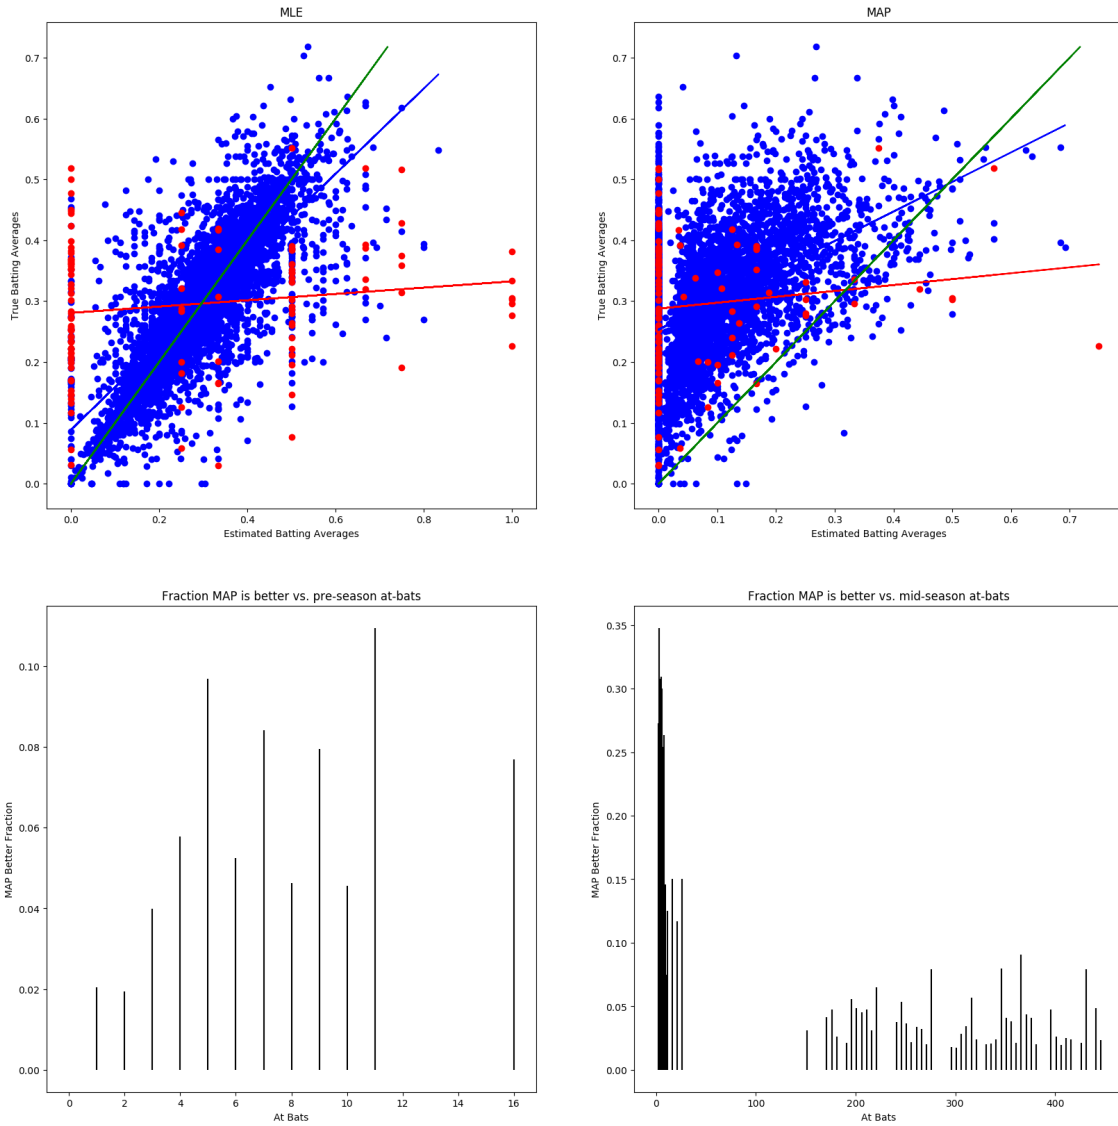 MLE
0.7
0.6
0.5
0.4
0.3
0.2
0.1
0.0
True Batting Averages
0.0 0.2 0.4 0.6 0.8 1.0
Estimated Batting Averages
MAP
0.7
0.6
0.5
0.4
0.3
0.2
0.1
0.0
True Batting Averages
0.0 0.1 0.2 0.3 0.4 0.5 0.6 0.7
Estimated Batting Averages
Fraction MAP is better vs. pre-season at-bats
0.10
0.08
0.06
0.04
0.02
0.00
MAP Better Fraction
0 2 4 6 8 10 12 14 16
At Bats
Fraction MAP is better vs. mid-season at-bats
0.35
0.30
0.25
0.20
0.15
0.10
0.05
0.00
MAP Better Fraction
0 100 200 300 400
At Bats